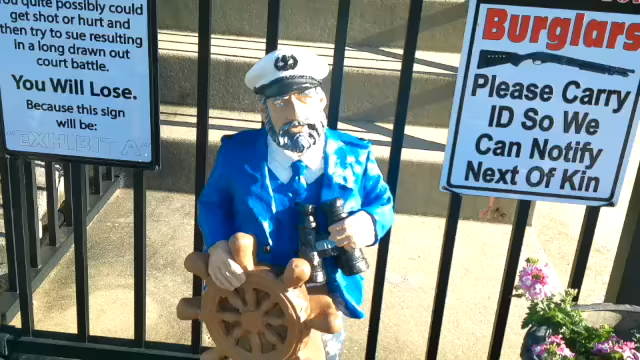 ou quite possibly could
get shot or hurt and
then try to sue resulting
in a long drawn out
court battle.
You Will Lose.
Because this sign
will be:
"EXHIBIT A"
Burglars
Please Carry
ID So We
Can Notify
Next Of Kin